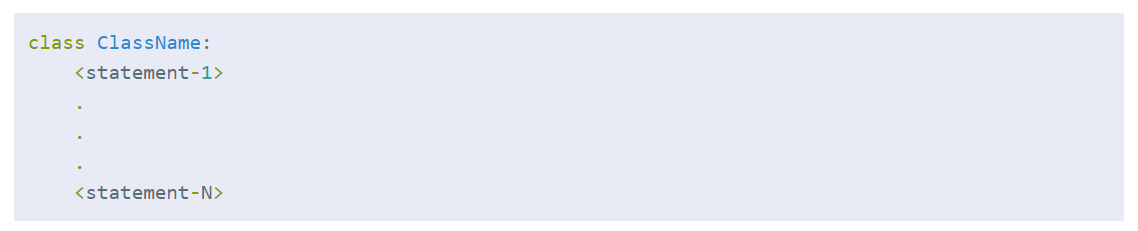 class ClassName:
    <statement-1>
    .
    .
    .
    <statement-N>